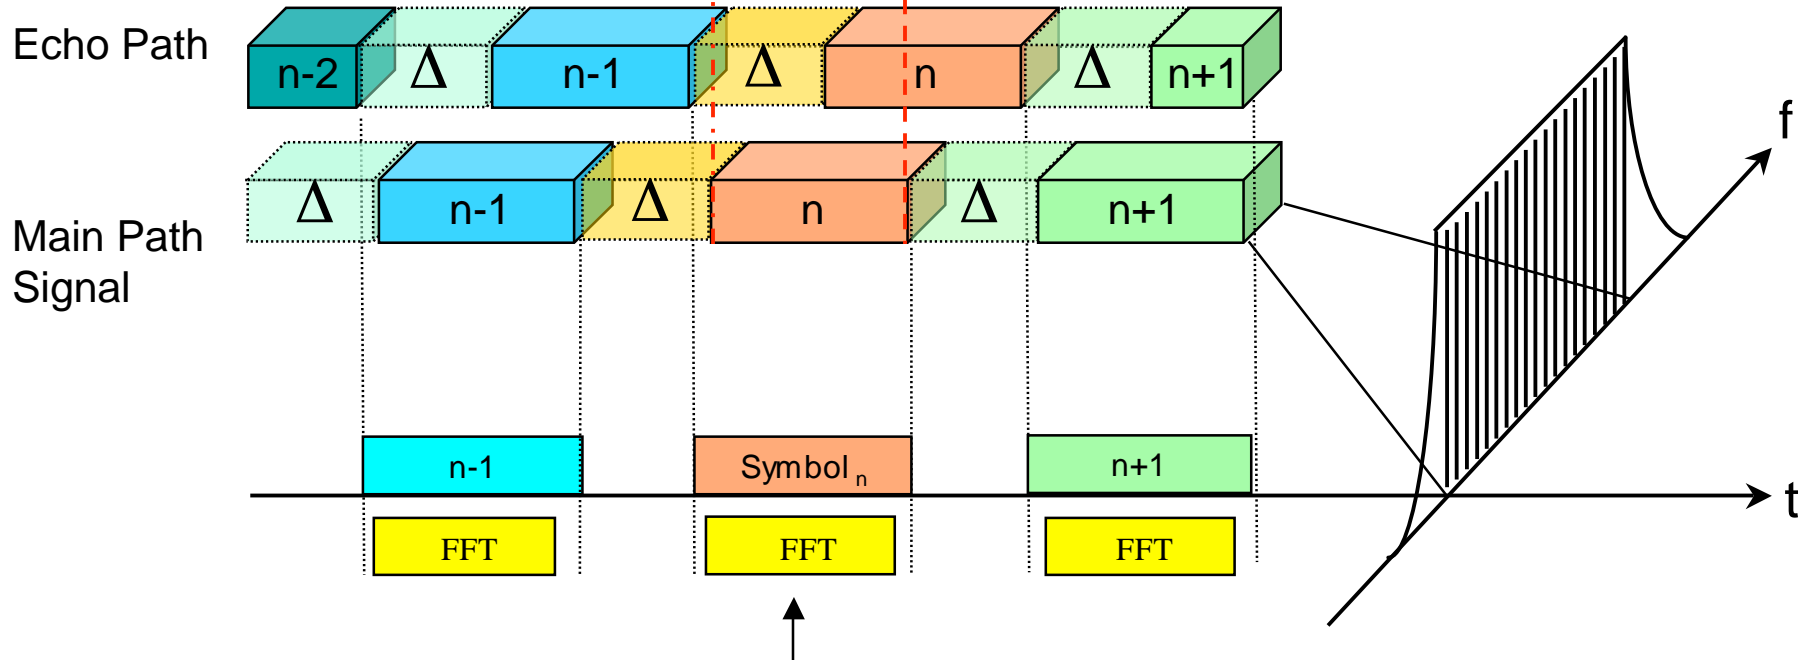 Echo Path
n-2 Δ n-1 Δ n Δ n+1
f
Δ n-1 Δ n Δ n+1
Main Path
Signal
n-1 Symbol n n+1
t
FFT FFT FFT